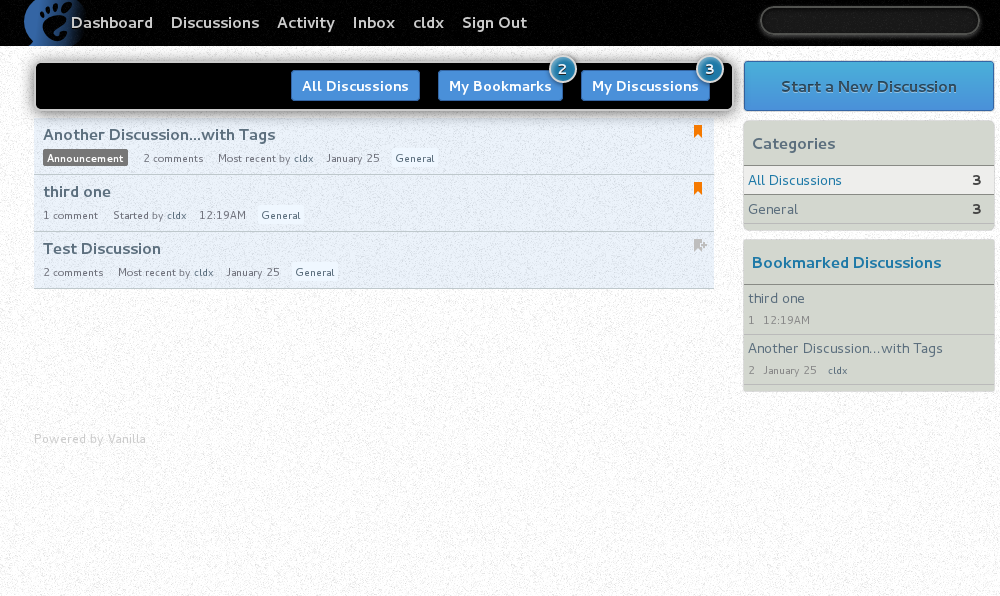 Dashboard Discussions Activity Inbox cldx Sign Out
All Discussions My Bookmarks 2 My Discussions 3
Another Discussion...with Tags
Announcement 2 comments Most recent by cldx January 25 General
third one
1 comment Started by cldx 12:19AM General
Test Discussion
2 comments Most recent by cldx January 25 General
Start a New Discussion
Categories
All Discussions 3
General 3
Bookmarked Discussions
third one
1 12:19AM
Another Discussion...with Tags
2 January 25 cldx
Powered by Vanilla